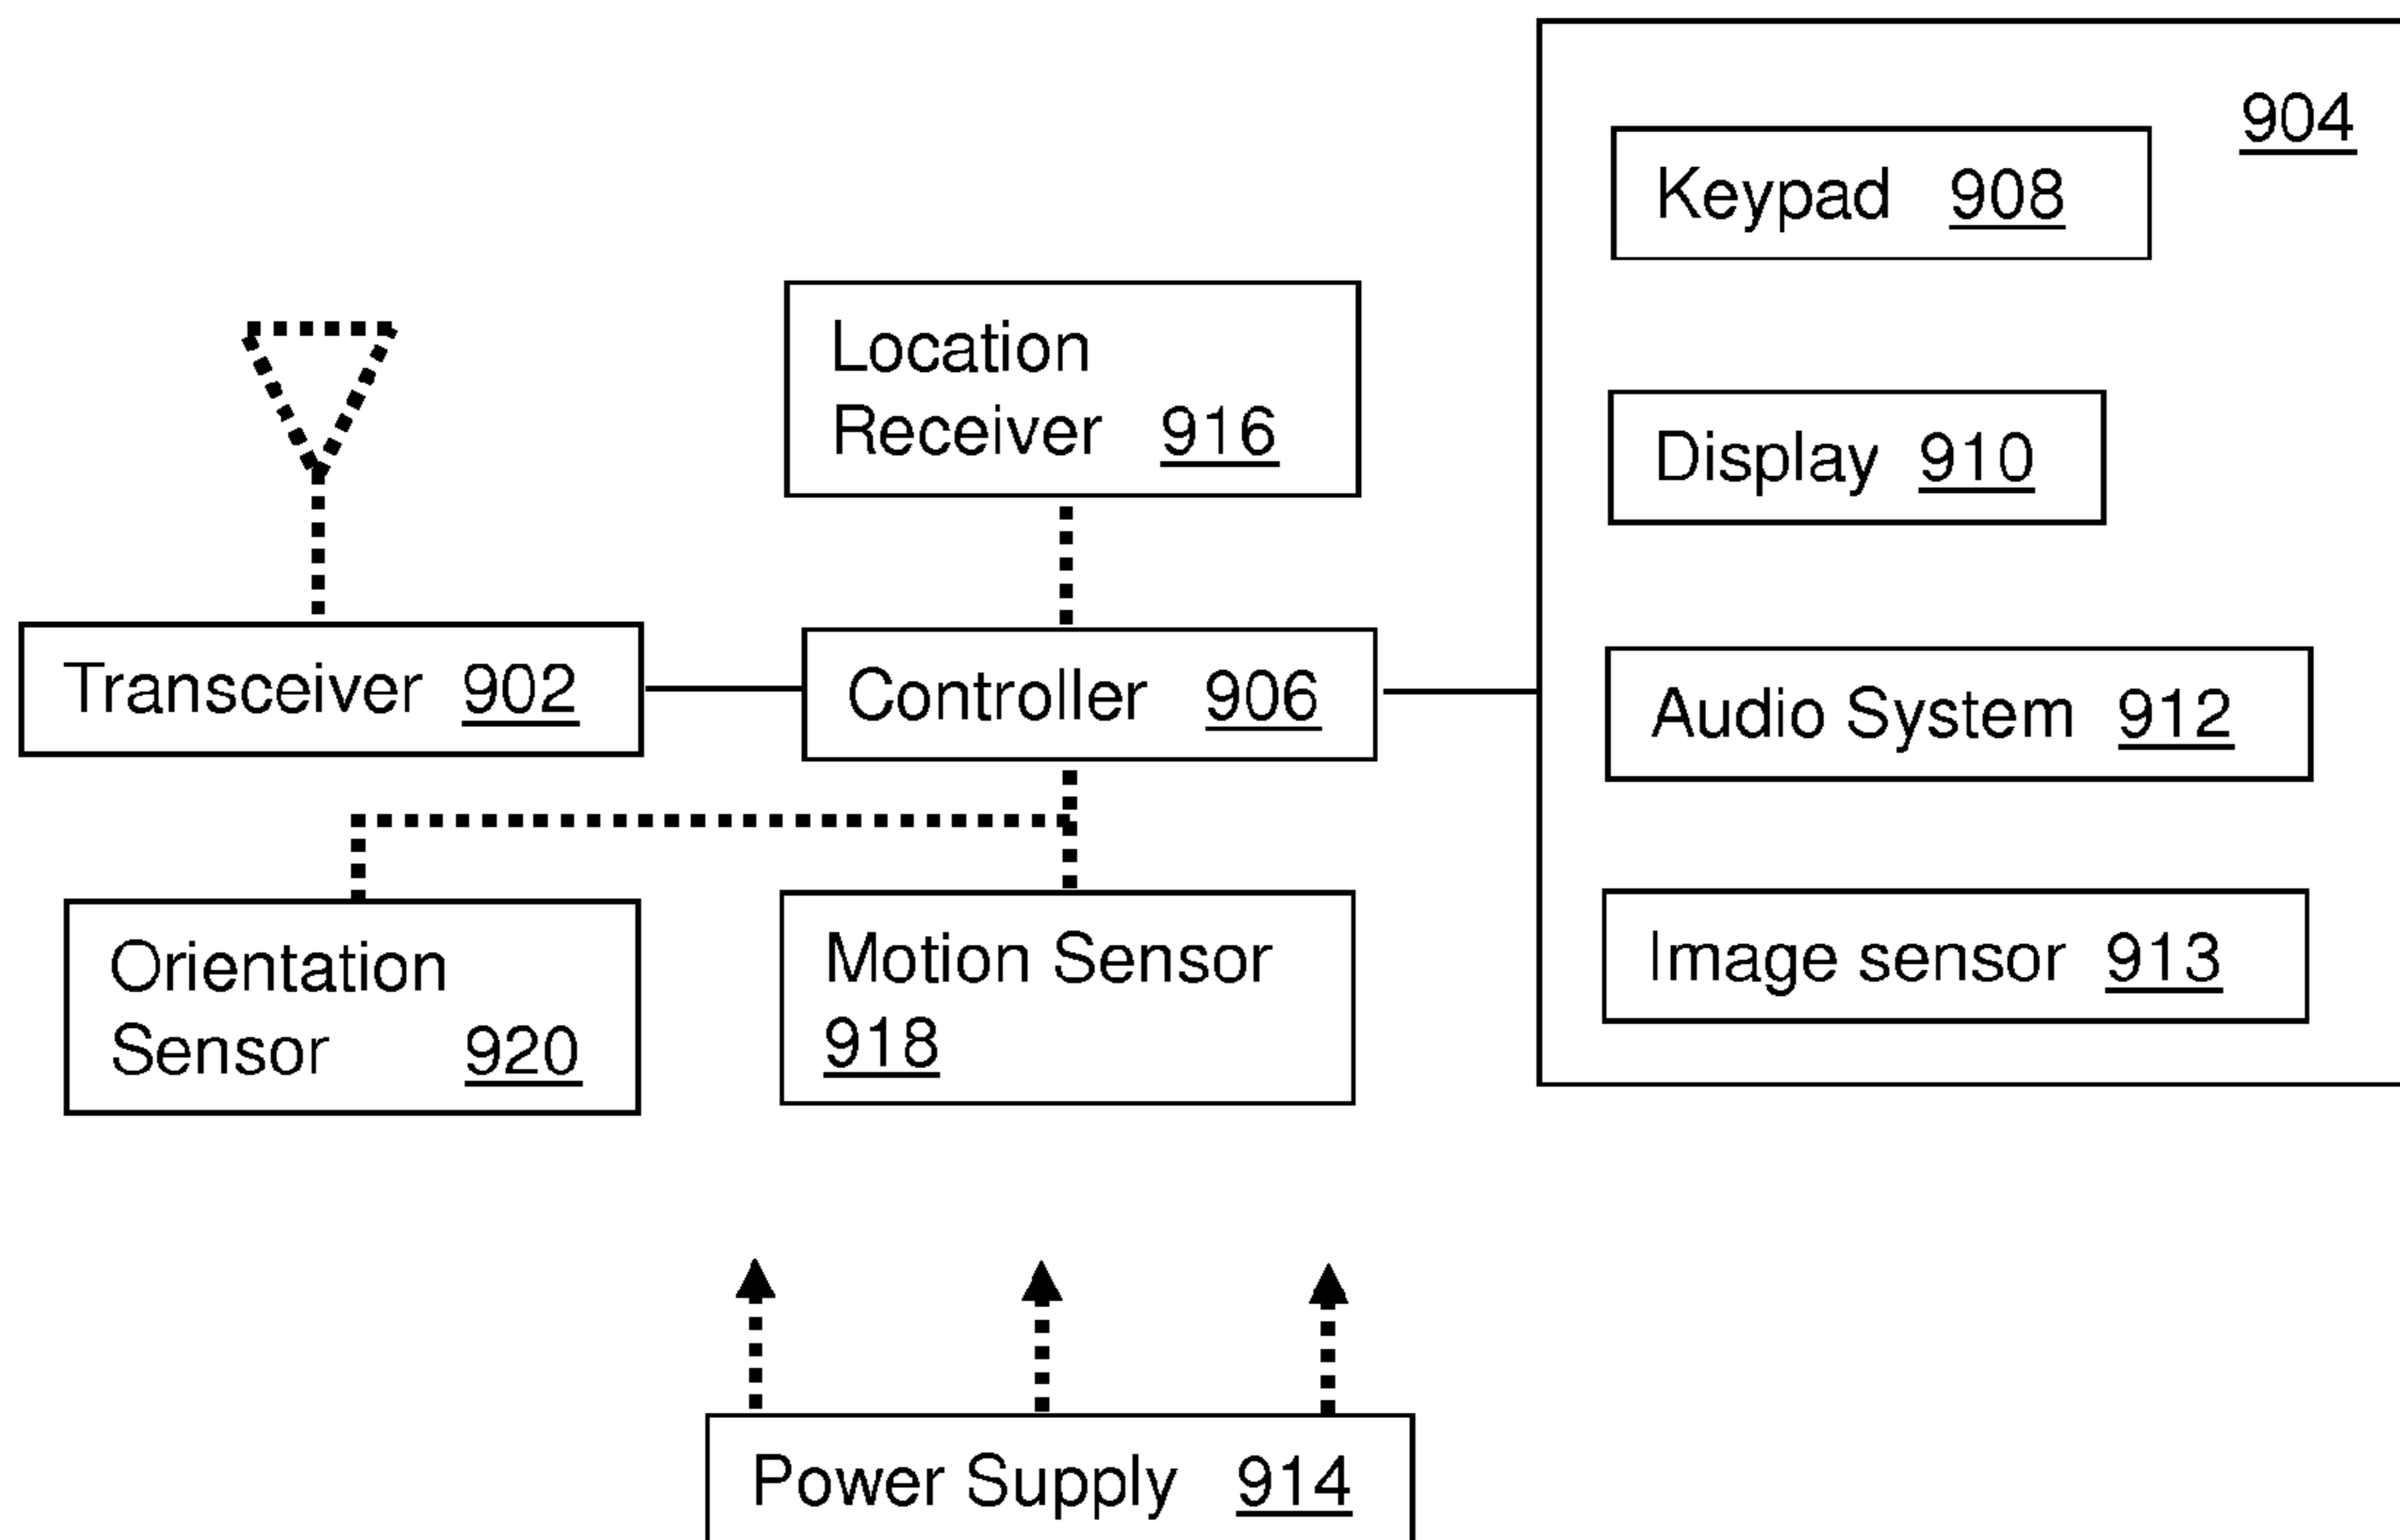 904
Keypad 908
Location
Receiver 916
Display 910
Transceiver 902
Controller 906
Audio System 912
Orientation
Sensor 920
Motion Sensor
918
Image sensor 913
Power Supply 914